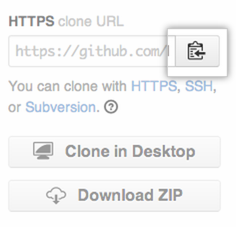 HTTPS clone URL
https://github.com/
You can clone with HTTPS, SSH,
or Subversion. ?
Clone in Desktop
Download ZIP